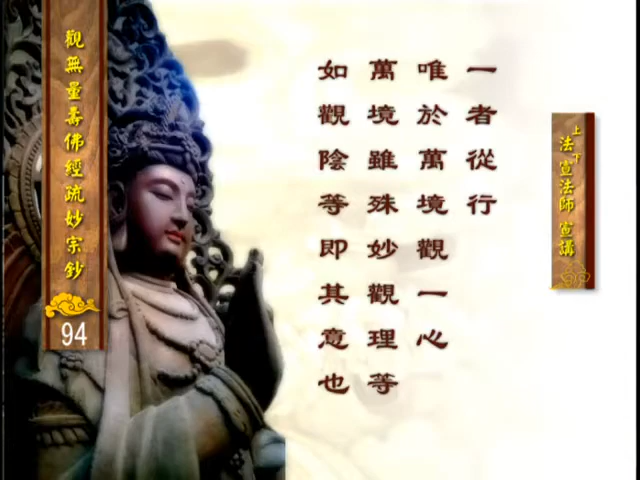 一者從行
唯於萬境觀一心
萬境雖殊妙觀理等
如觀陰等即其意也
上法下宣法師 宣講
觀無量壽佛經疏妙宗鈔
94